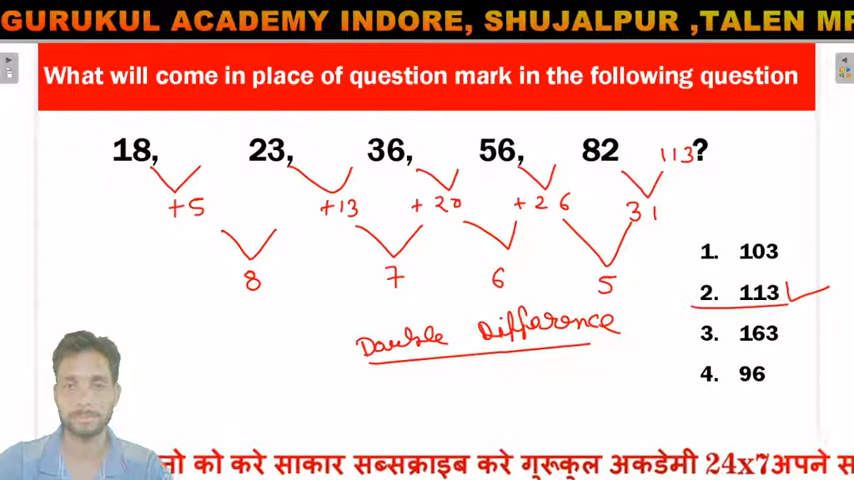 GURUKUL ACADEMY INDORE, SHUJALPUR ,TALEN MP
What will come in place of question mark in the following question
18, 23, 36, 56, 82 113?
+5 +13 +20 +26 31
8 7 6 5
1. 103
2. 113
3. 163
4. 96
Double Difference
नो को करे साकार सब्सक्राइब करे गुरूकुल अकडेमी 24x7अपने स